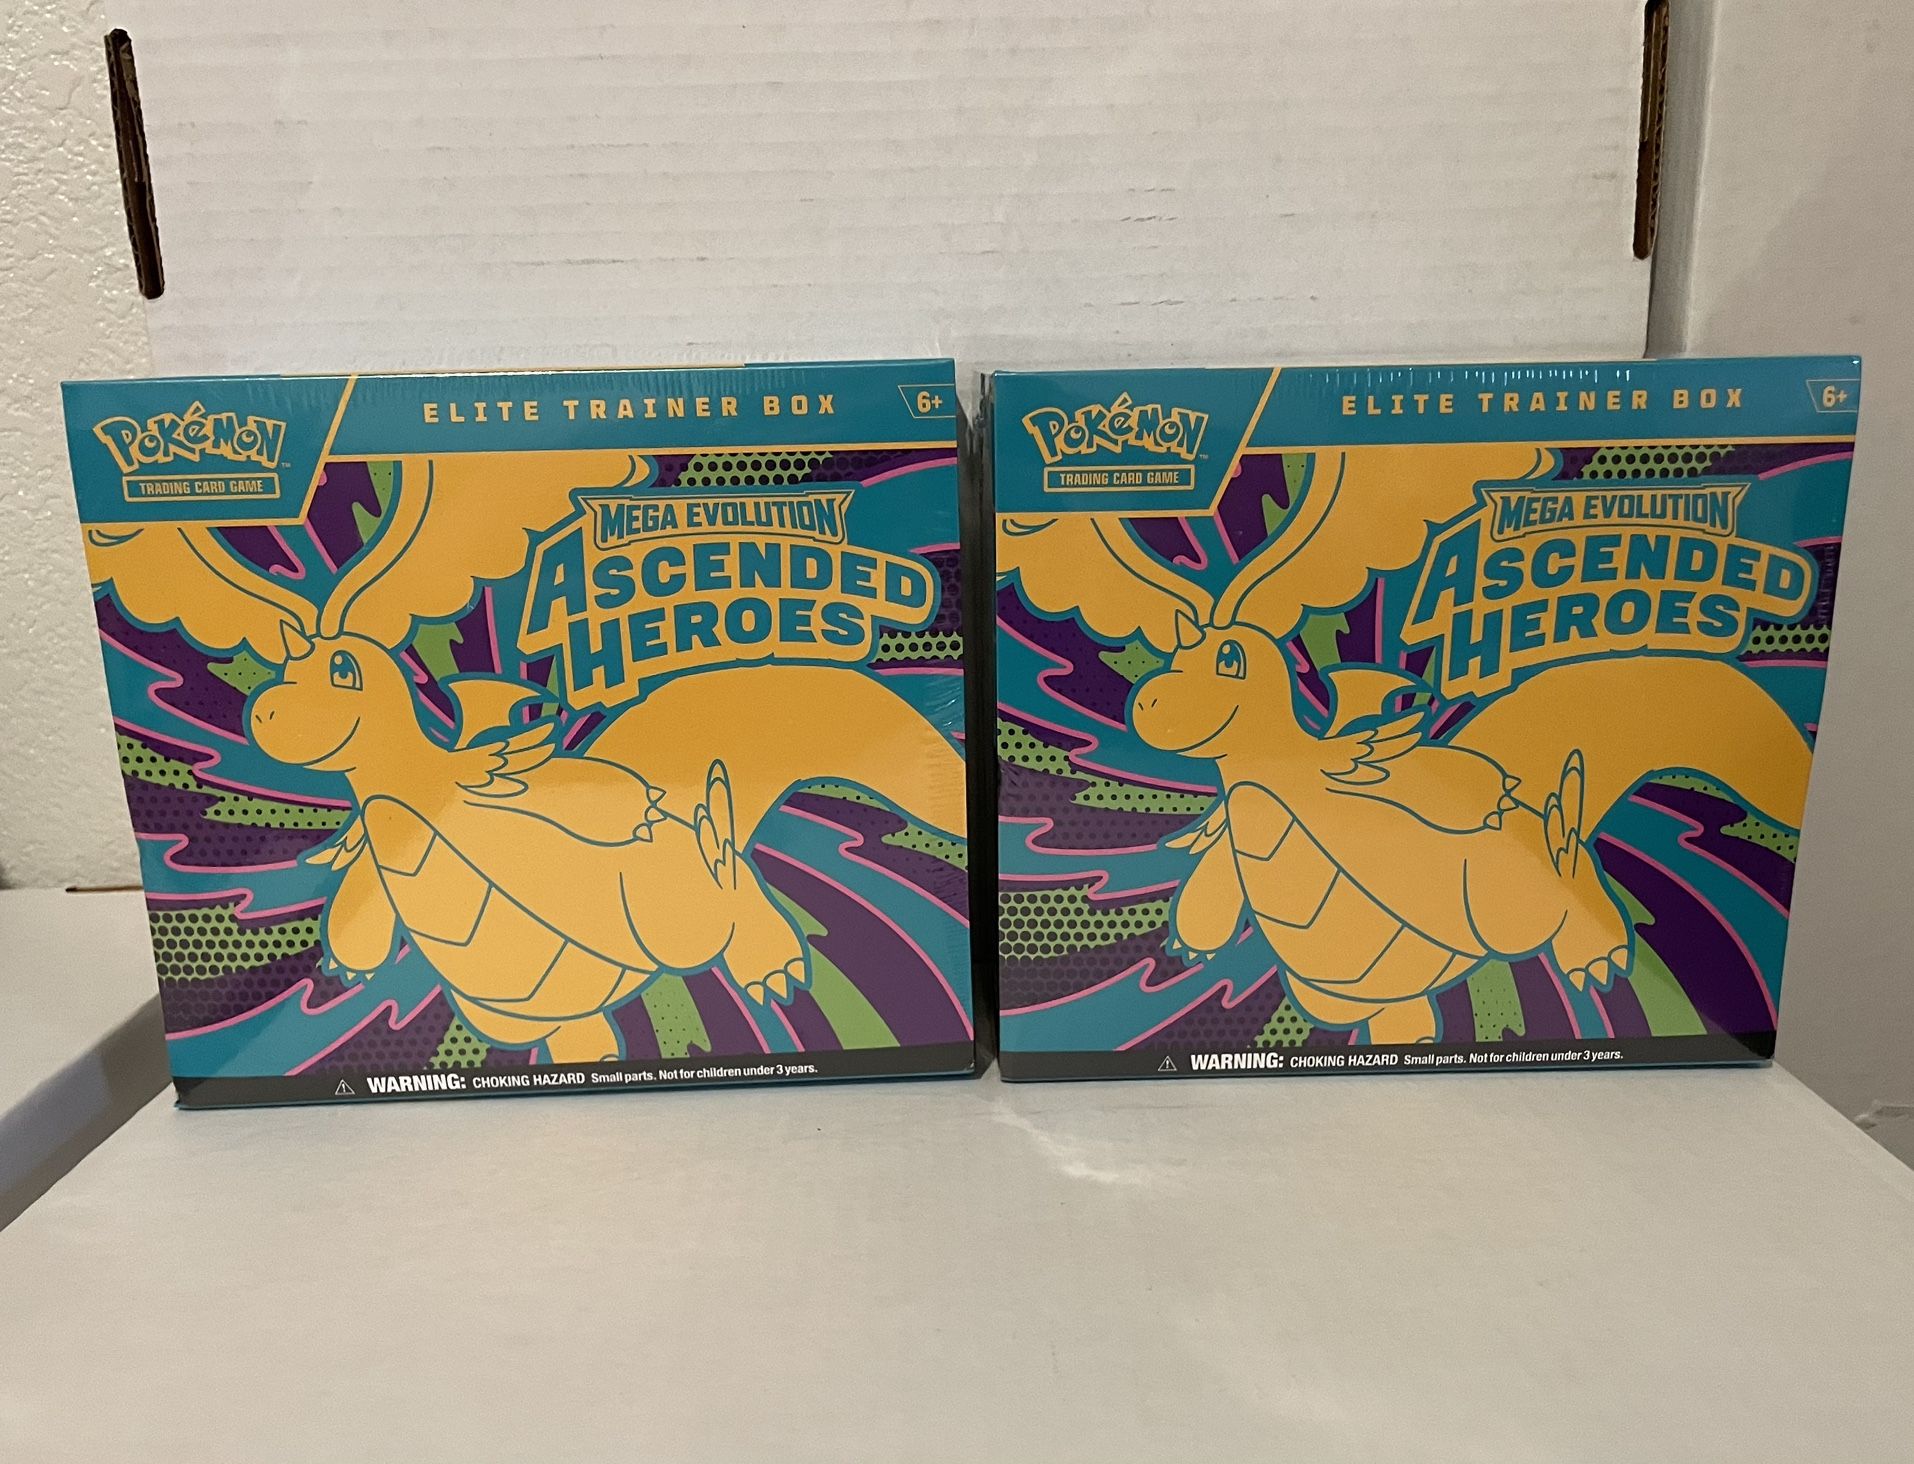 POKéMON™
TRADING CARD GAME
ELITE TRAINER BOX
6+
MEGA EVOLUTION
ASCENDED
HEROES
⚠ WARNING: CHOKING HAZARD Small parts. Not for children under 3 years.
POKéMON™
TRADING CARD GAME
ELITE TRAINER BOX
6+
MEGA EVOLUTION
ASCENDED
HEROES
⚠ WARNING: CHOKING HAZARD Small parts. Not for children under 3 years.